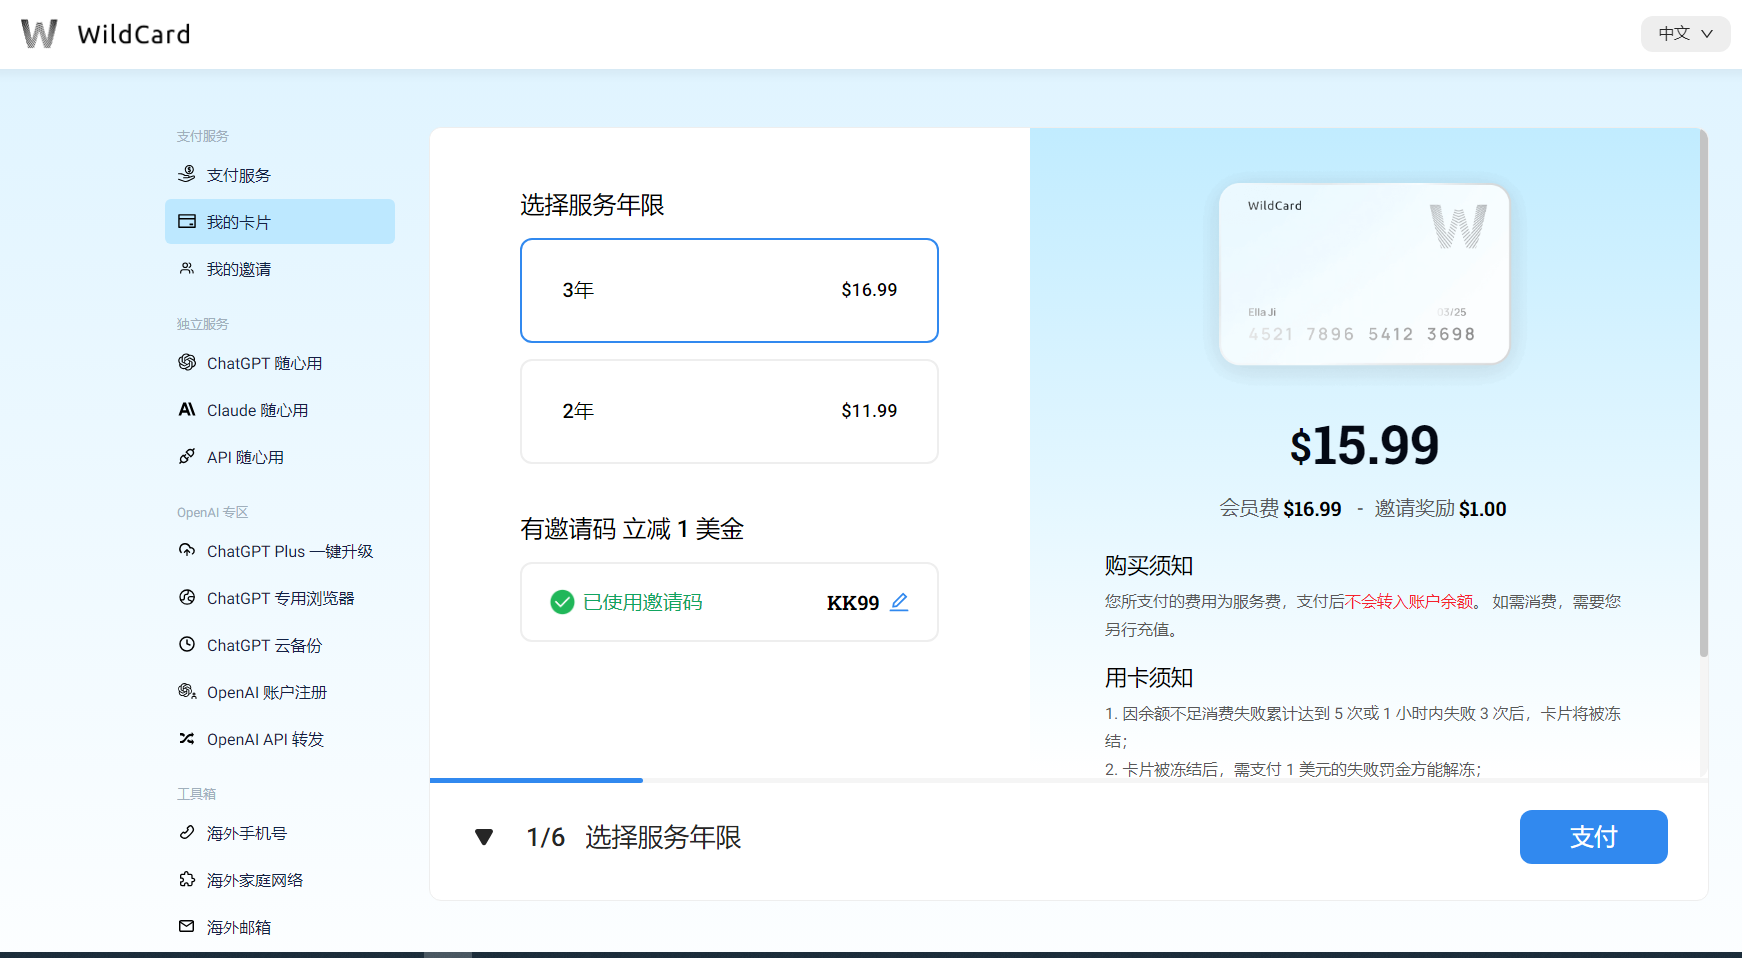 WildCard
中文
支付服务
支付服务
我的卡片
我的邀请
独立服务
ChatGPT 随心用
Claude 随心用
API 随心用
OpenAI 专区
ChatGPT Plus 一键升级
ChatGPT 专用浏览器
ChatGPT 云备份
OpenAI 账户注册
OpenAI API 转发
工具箱
海外手机号
海外家庭网络
海外邮箱
选择服务年限
3年 $16.99
2年 $11.99
有邀请码 立减 1 美金
已使用邀请码 KK99
WildCard
Ella Ji 03/25
4521 7896 5412 3698
$15.99
会员费 $16.99 - 邀请奖励 $1.00
购买须知
您所支付的费用为服务费，支付后不会转入账户余额。 如需消费，需要您
另行充值。
用卡须知
1. 因余额不足消费失败累计达到 5 次或 1 小时内失败 3 次后，卡片将被冻
结；
2. 卡片被冻结后，需支付 1 美元的失败罚金方能解冻；
1/6 选择服务年限
支付